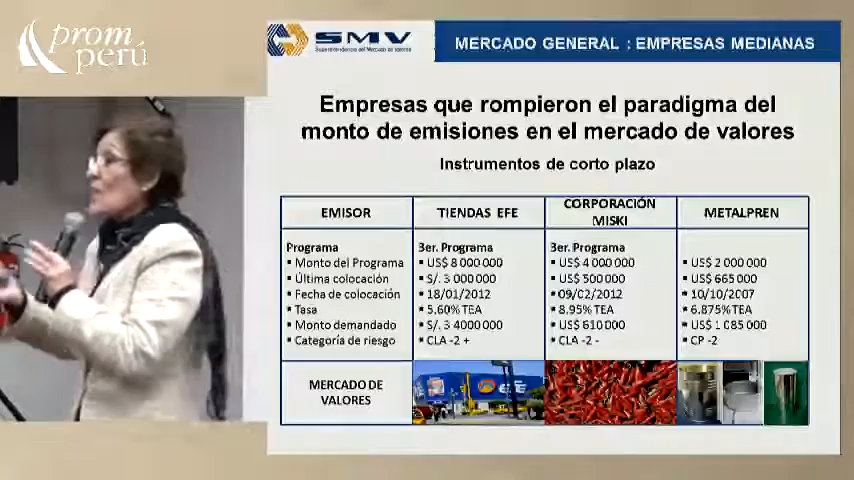 prom
perú
SMV
Superintendencia del Mercado de Valores
MERCADO GENERAL : EMPRESAS MEDIANAS
Empresas que rompieron el paradigma del
monto de emisiones en el mercado de valores
Instrumentos de corto plazo
EMISOR TIENDAS EFE CORPORACIÓN MISKI METALPREN
Programa 3er. Programa 3er. Programa
▪ Monto del Programa ▪ US$ 8 000 000 ▪ US$ 4 000 000 ▪ US$ 2 000 000
▪ Última colocación ▪ S/. 3 000 000 ▪ US$ 500 000 ▪ US$ 665 000
▪ Fecha de colocación ▪ 18/01/2012 ▪ 09/02/2012 ▪ 10/10/2007
▪ Tasa ▪ 5.60% TEA ▪ 8.95% TEA ▪ 6.875% TEA
▪ Monto demandado ▪ S/. 3 4000 000 ▪ US$ 610 000 ▪ US$ 1 085 000
▪ Categoría de riesgo ▪ CLA -2 + ▪ CLA -2 - ▪ CP -2
MERCADO DE
VALORES
EFE